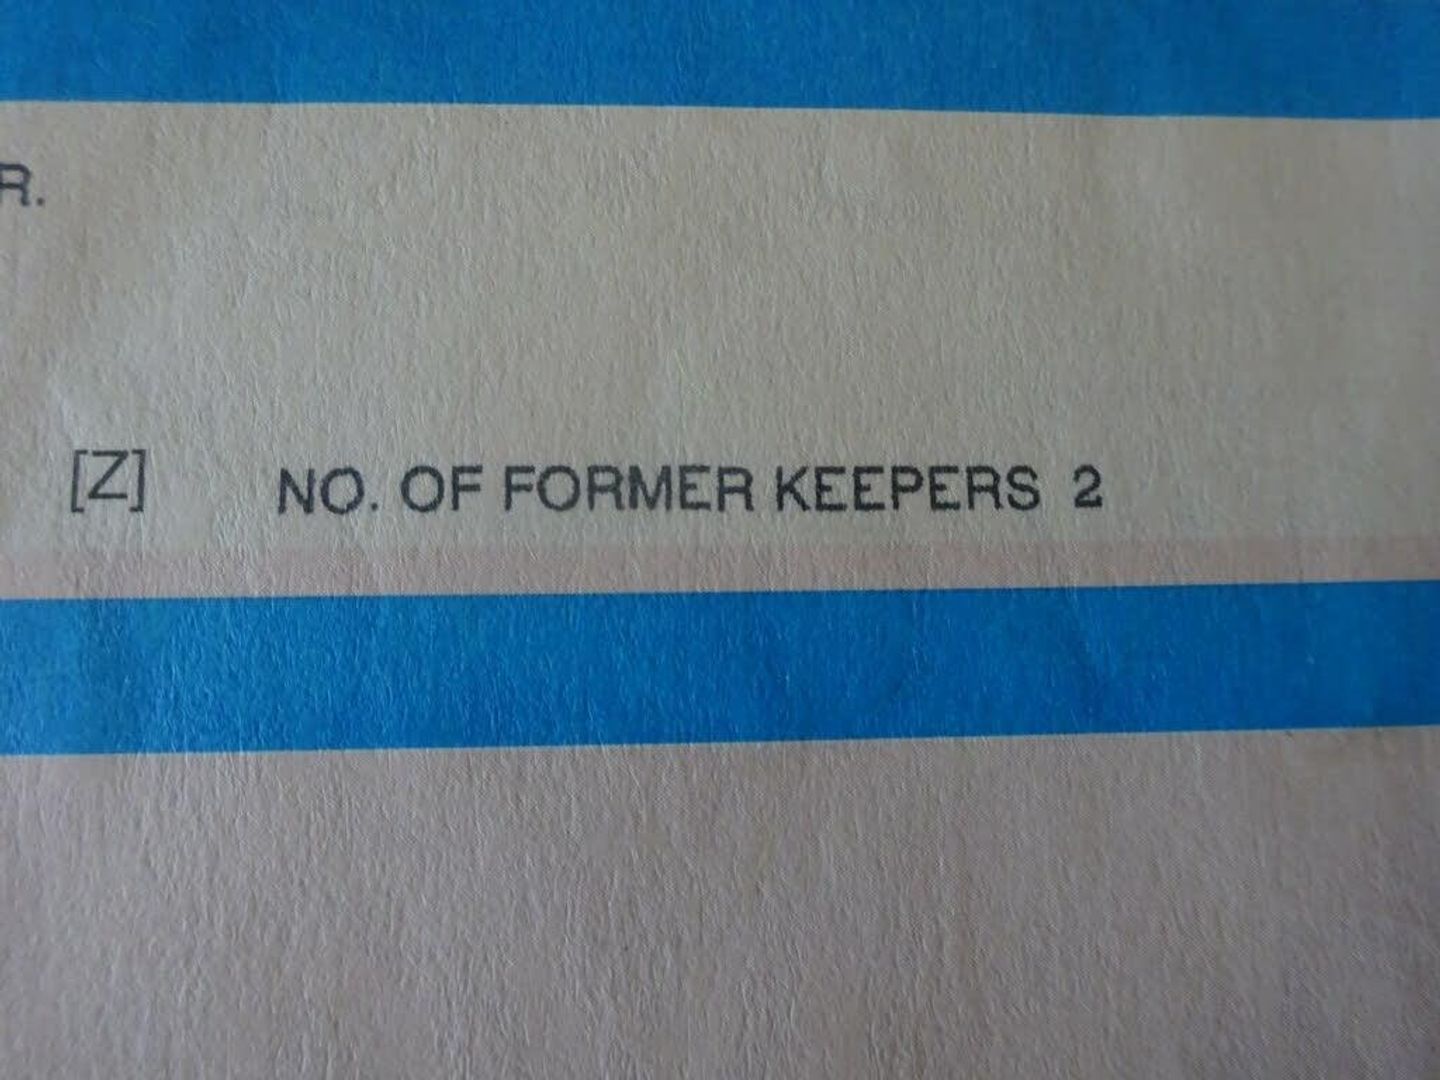 R.
[Z] NO. OF FORMER KEEPERS 2